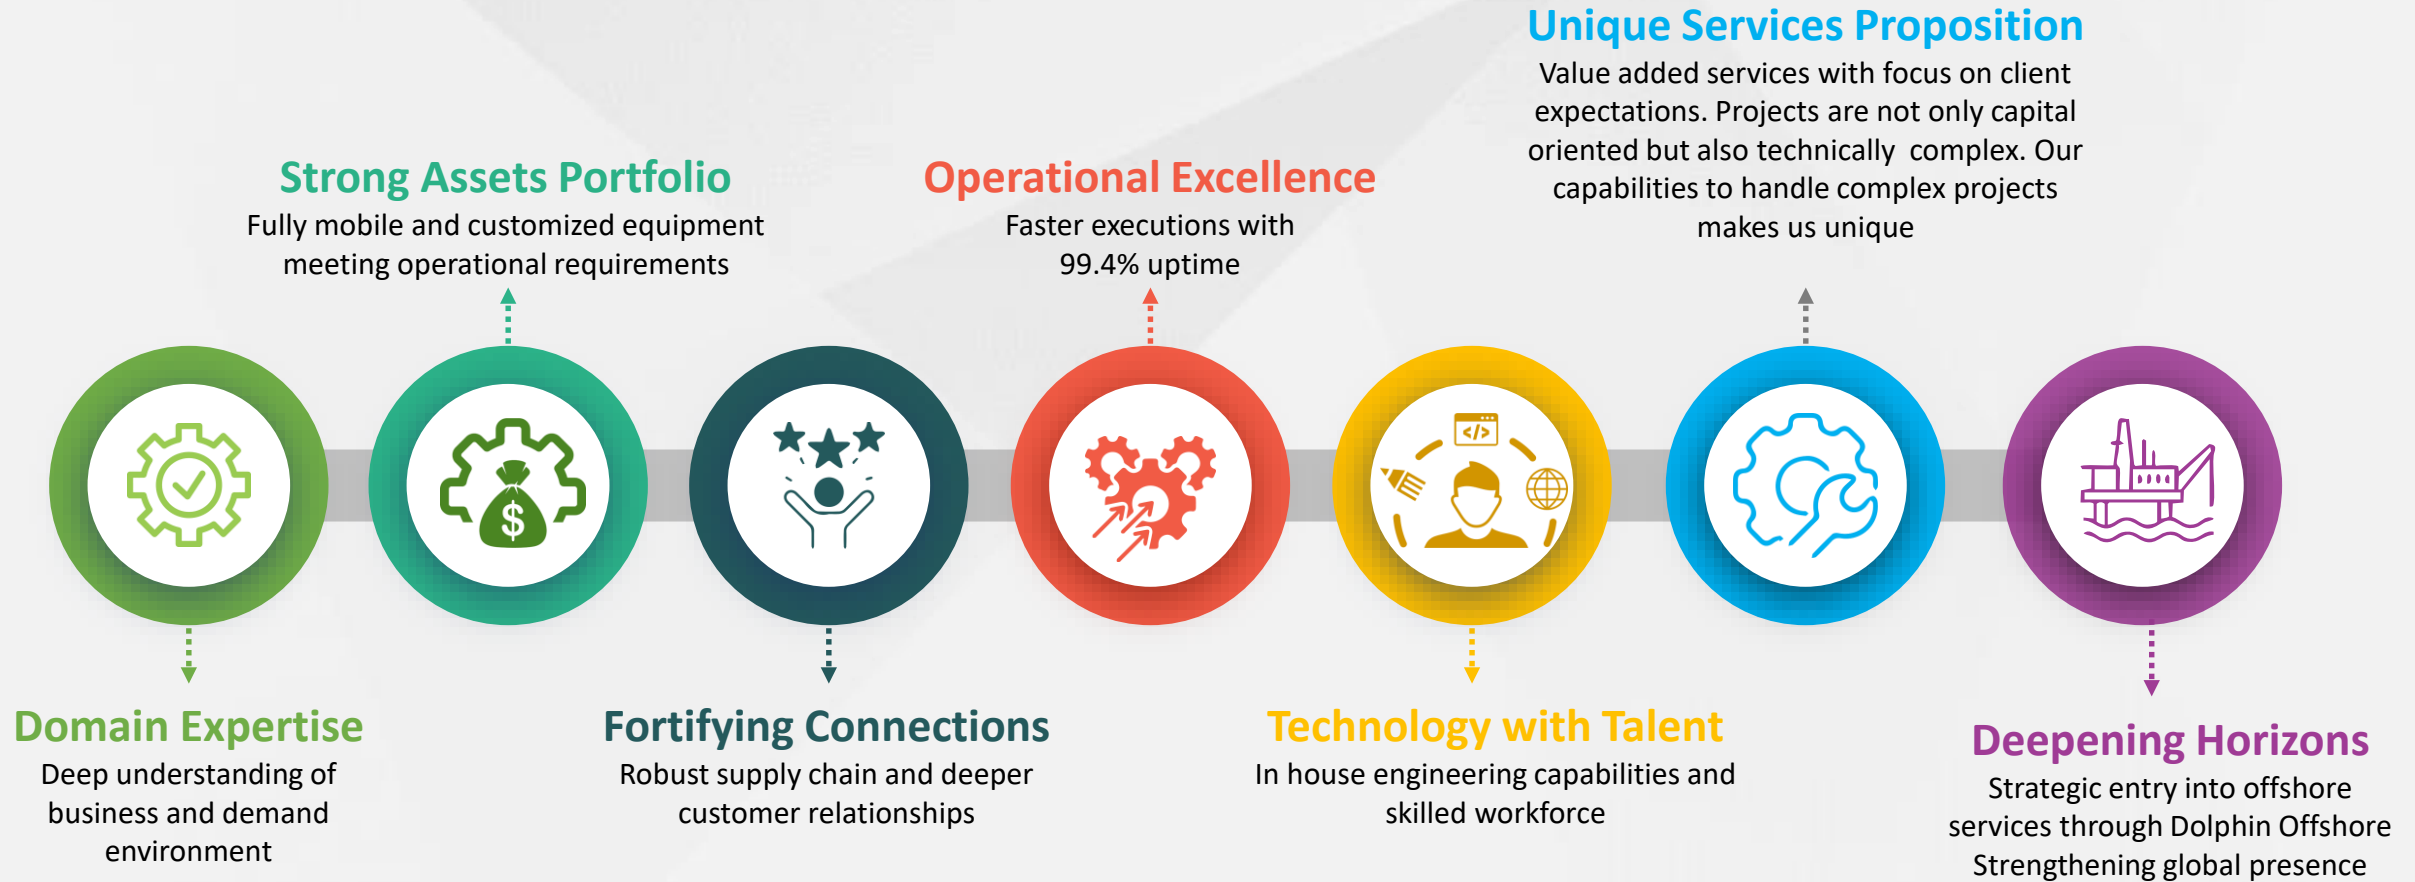 Unique Services Proposition
Value added services with focus on client
expectations. Projects are not only capital
oriented but also technically complex. Our
capabilities to handle complex projects
makes us unique
Strong Assets Portfolio
Fully mobile and customized equipment
meeting operational requirements
Operational Excellence
Faster executions with
99.4% uptime
$
</>
Domain Expertise
Deep understanding of
business and demand
environment
Fortifying Connections
Robust supply chain and deeper
customer relationships
Technology with Talent
In house engineering capabilities and
skilled workforce
Deepening Horizons
Strategic entry into offshore
services through Dolphin Offshore
Strengthening global presence